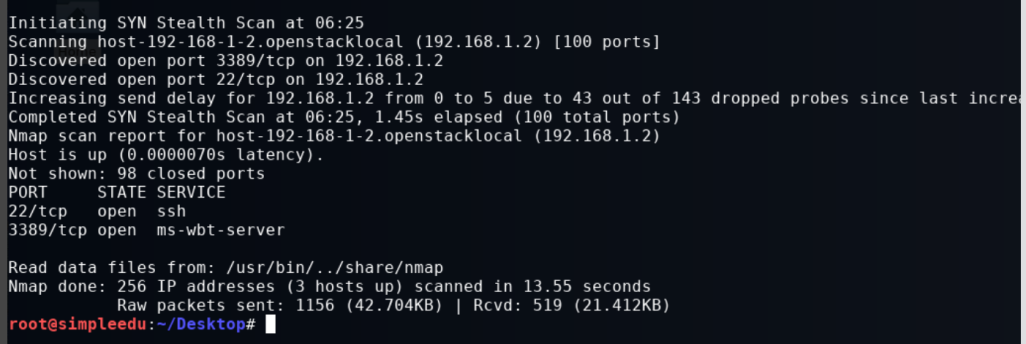 Initiating SYN Stealth Scan at 06:25
Scanning host-192-168-1-2.openstacklocal (192.168.1.2) [100 ports]
Discovered open port 3389/tcp on 192.168.1.2
Discovered open port 22/tcp on 192.168.1.2
Increasing send delay for 192.168.1.2 from 0 to 5 due to 43 out of 143 dropped probes since last increa
Completed SYN Stealth Scan at 06:25, 1.45s elapsed (100 total ports)
Nmap scan report for host-192-168-1-2.openstacklocal (192.168.1.2)
Host is up (0.0000070s latency).
Not shown: 98 closed ports
PORT     STATE SERVICE
22/tcp   open  ssh
3389/tcp open  ms-wbt-server
Read data files from: /usr/bin/../share/nmap
Nmap done: 256 IP addresses (3 hosts up) scanned in 13.55 seconds
           Raw packets sent: 1156 (42.704KB) | Rcvd: 519 (21.412KB)
root@simpleedu:~/Desktop#